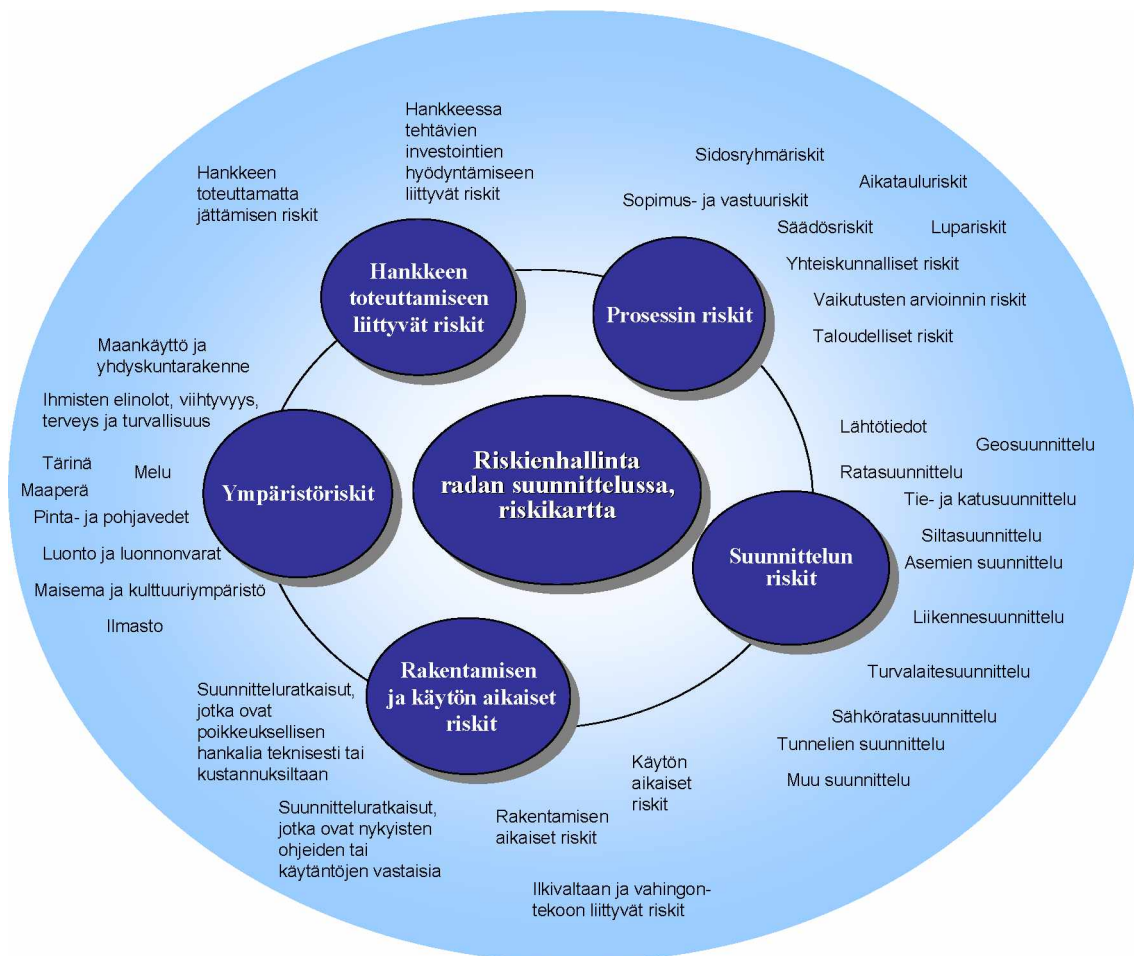 Hankkeessa
tehtävien
investointien
hyödyntämiseen
liittyvät riskit
Hankkeen
toteuttamatta
jättämisen riski
Hankkeen
toteuttamiseen
liittyvät riskit
Sidosryhmäriskit
Aikatauluriskit
Sopimus- ja vastuuriskit
Säädösriskit
Lupariskit
Yhteiskunnalliset riskit
Vaikutusten arvioinnin riskit
Taloudelliset riskit
Prosessin riskit
Riskienhallinta
radan suunnittelussa,
riskikartta
Maankäyttö ja
yhdyskuntarakenne
Ihmisten elinolot, viihtyvyys,
terveys ja turvallisuus
Tärinä
Melu
Maaperä
Pinta- ja pohjavedet
Luonto ja luonnonvarat
Maisema ja kulttuuriympäristö
Ilmasto
Ympäristöriskit
Lähtötiedot
Geosuunnittelu
Ratasuunnittelu
Tie- ja katusuunnittelu
Siltasuunnittelu
Asemien suunnittelu
Liikennesuunnittelu
Turvalaitesuunnittelu
Sähköratasuunnittelu
Tunnelien suunnittelu
Muu suunnittelu
Suunnittelun
riskit
Rakentamisen
ja käytön aikaiset
riskit
Suunnitteluratkaisut,
jotka ovat
poikkeuksellisen
hankalia teknisesti tai
kustannuksiltaan
Suunnitteluratkaisut,
jotka ovat nykyisten
ohjeiden tai
käytäntöjen vastaisia
Rakentamisen
aikaiset riskit
Käytön
aikaiset
riskit
Ilkivaltaan ja vahingon-
tekoon liittyvät riskit